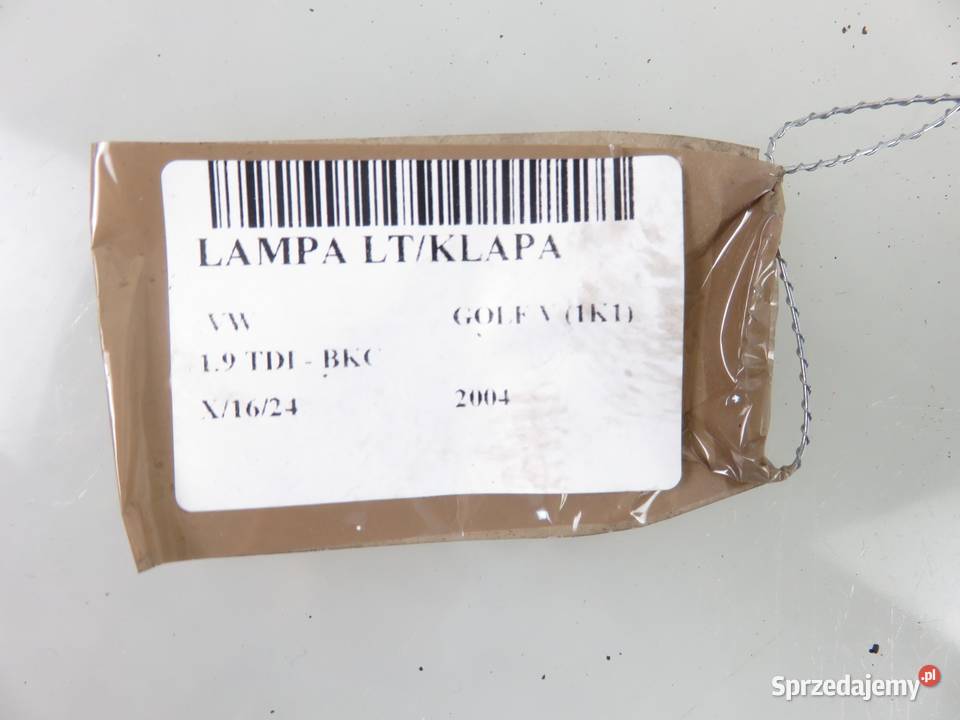 LAMPA LT/KLAPA
VW GOLF V (1K1)
1.9 TDI - BKC
X/16/24 2004
Sprzedajemy.pl